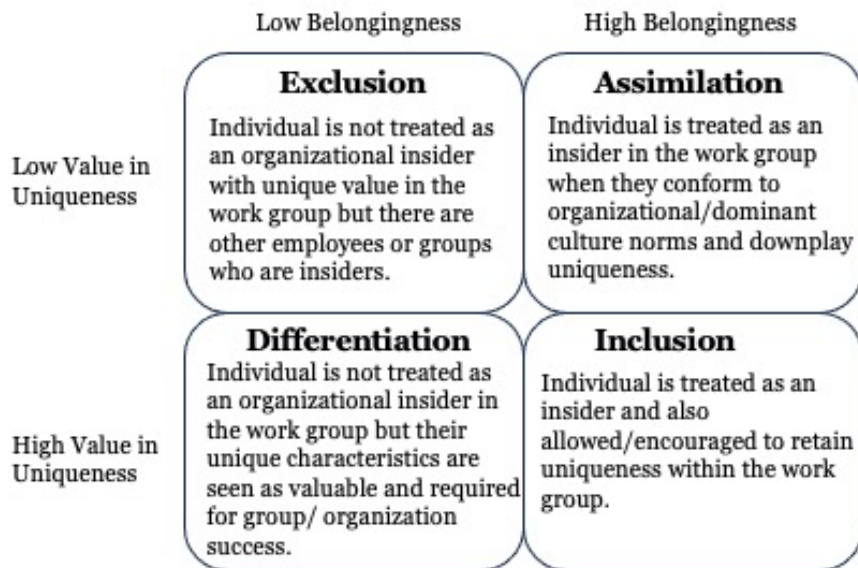 Low Belongingness
High Belongingness
Low Value in
Uniqueness
Exclusion
Individual is not treated as
an organizational insider
with unique value in the
work group but there are
other employees or groups
who are insiders.
Assimilation
Individual is treated as an
insider in the work group
when they conform to
organizational/dominant
culture norms and downplay
uniqueness.
High Value in
Uniqueness
Differentiation
Individual is not treated as
an organizational insider in
the work group but their
unique characteristics are
seen as valuable and required
for group/ organization
success.
Inclusion
Individual is treated as an
insider and also
allowed/encouraged to retain
uniqueness within the work
group.